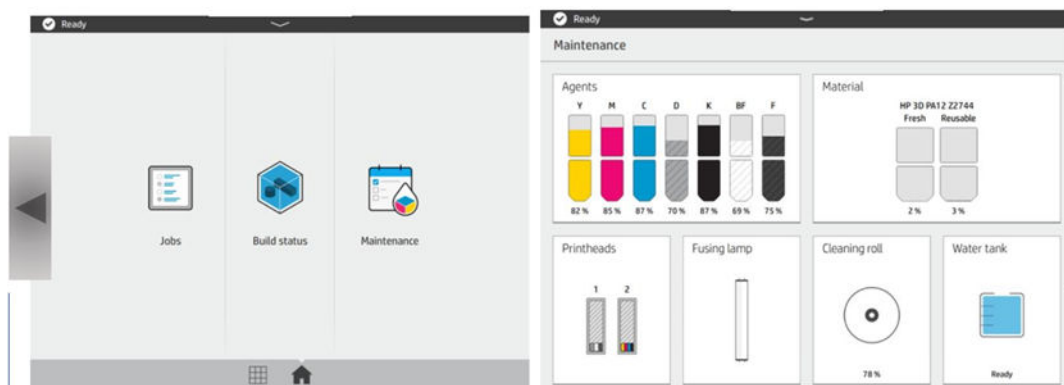 Ready
Jobs
Build status
Maintenance
Ready
Maintenance
Agents
Y M C D K BF F
82 % 85 % 87 % 70 % 87 % 69 % 75 %
Material
HP 3D PA12 Z2744
Fresh Reusable
2 % 3 %
Printheads
1 2
Fusing lamp
Cleaning roll
78 %
Water tank
Ready